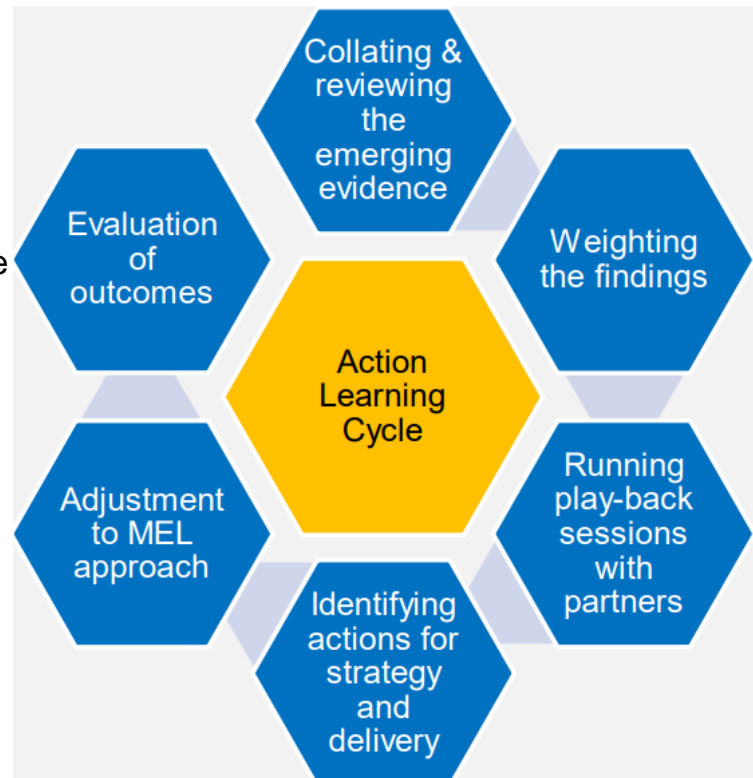 Collating &
reviewing
the
emerging
evidence
Weighting
the findings
Running
play-back
sessions
with
partners
Identifying
actions for
strategy
and
delivery
Adjustment
to MEL
approach
Evaluation
of
outcomes
e
Action
Learning
Cycle